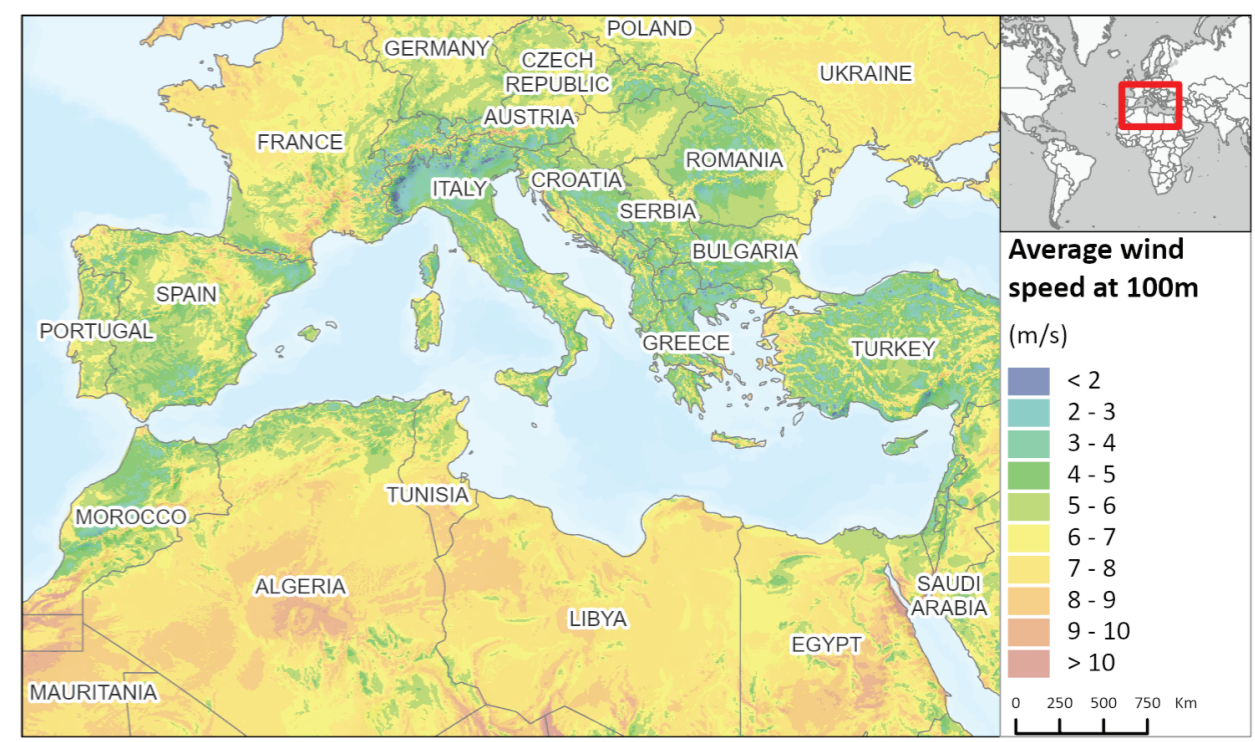 POLAND
GERMANY
CZECH
REPUBLIC
UKRAINE
AUSTRIA
FRANCE
ROMANIA
ITALY
CROATIA
SERBIA
BULGARIA
SPAIN
PORTUGAL
GREECE
TURKEY
TUNISIA
MOROCCO
ALGERIA
LIBYA
SAUDI
ARABIA
EGYPT
MAURITANIA
Average wind
speed at 100m
(m/s)
< 2
2 - 3
3 - 4
4 - 5
5 - 6
6 - 7
7 - 8
8 - 9
9 - 10
> 10
0 250 500 750 Km